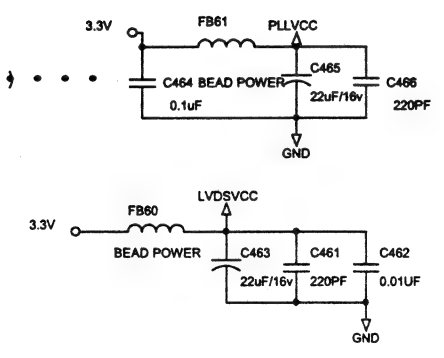 3.3V
FB61
PLLVCC
C464
BEAD POWER
C465
C466
0.1uF
22uF/16v
220PF
GND
LVDSVCC
3.3V
FB60
BEAD POWER
C463
C461
C462
22uF/16v
220PF
0.01UF
GND